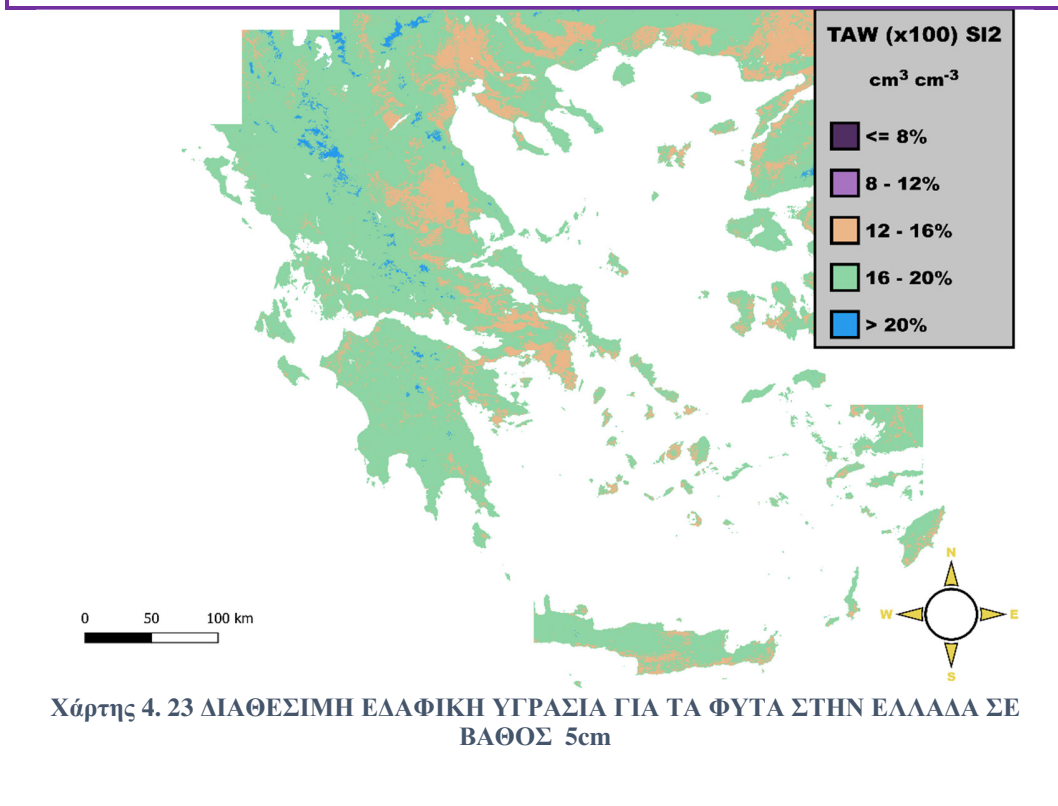 TAW (x100) SI2
cm³ cm⁻³
<= 8%
8 - 12%
12 - 16%
16 - 20%
> 20%
N
W E
S
0 50 100 km
Χάρτης 4. 23 ΔΙΑΘΕΣΙΜΗ ΕΔΑΦΙΚΗ ΥΓΡΑΣΙΑ ΓΙΑ ΤΑ ΦΥΤΑ ΣΤΗΝ ΕΛΛΑΔΑ ΣΕ
ΒΑΘΟΣ 5cm